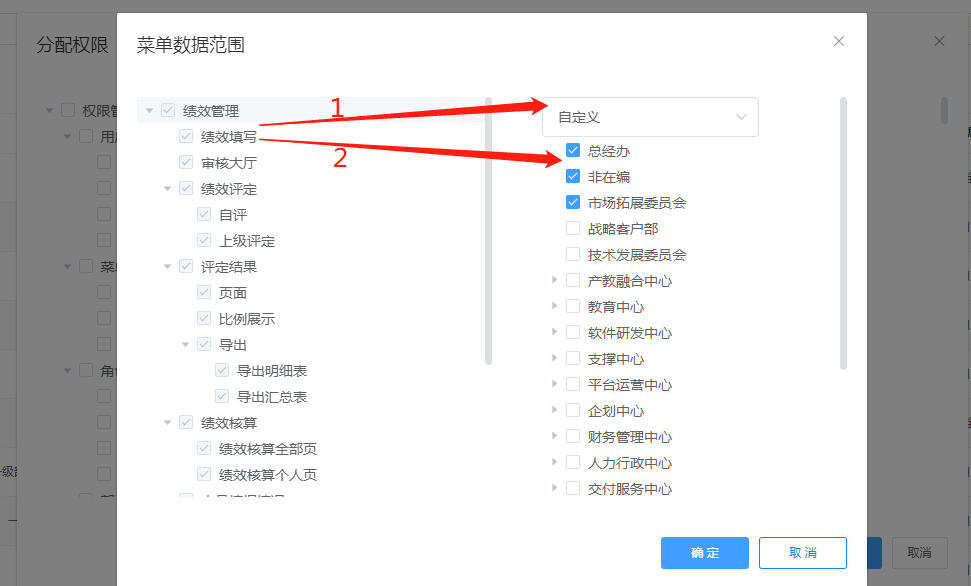 分配权限
菜单数据范围
权限管
用户
菜单
角色
级部
绩效管理
绩效填写
审核大厅
绩效评定
自评
上级评定
评定结果
页面
比例展示
导出
导出明细表
导出汇总表
绩效核算
绩效核算全部页
绩效核算个人页
1
2
自定义
总经办
非在编
市场拓展委员会
战略客户部
技术发展委员会
产教融合中心
教育中心
软件研发中心
支撑中心
平台运营中心
企划中心
财务管理中心
人力行政中心
交付服务中心
确定
取消
取消